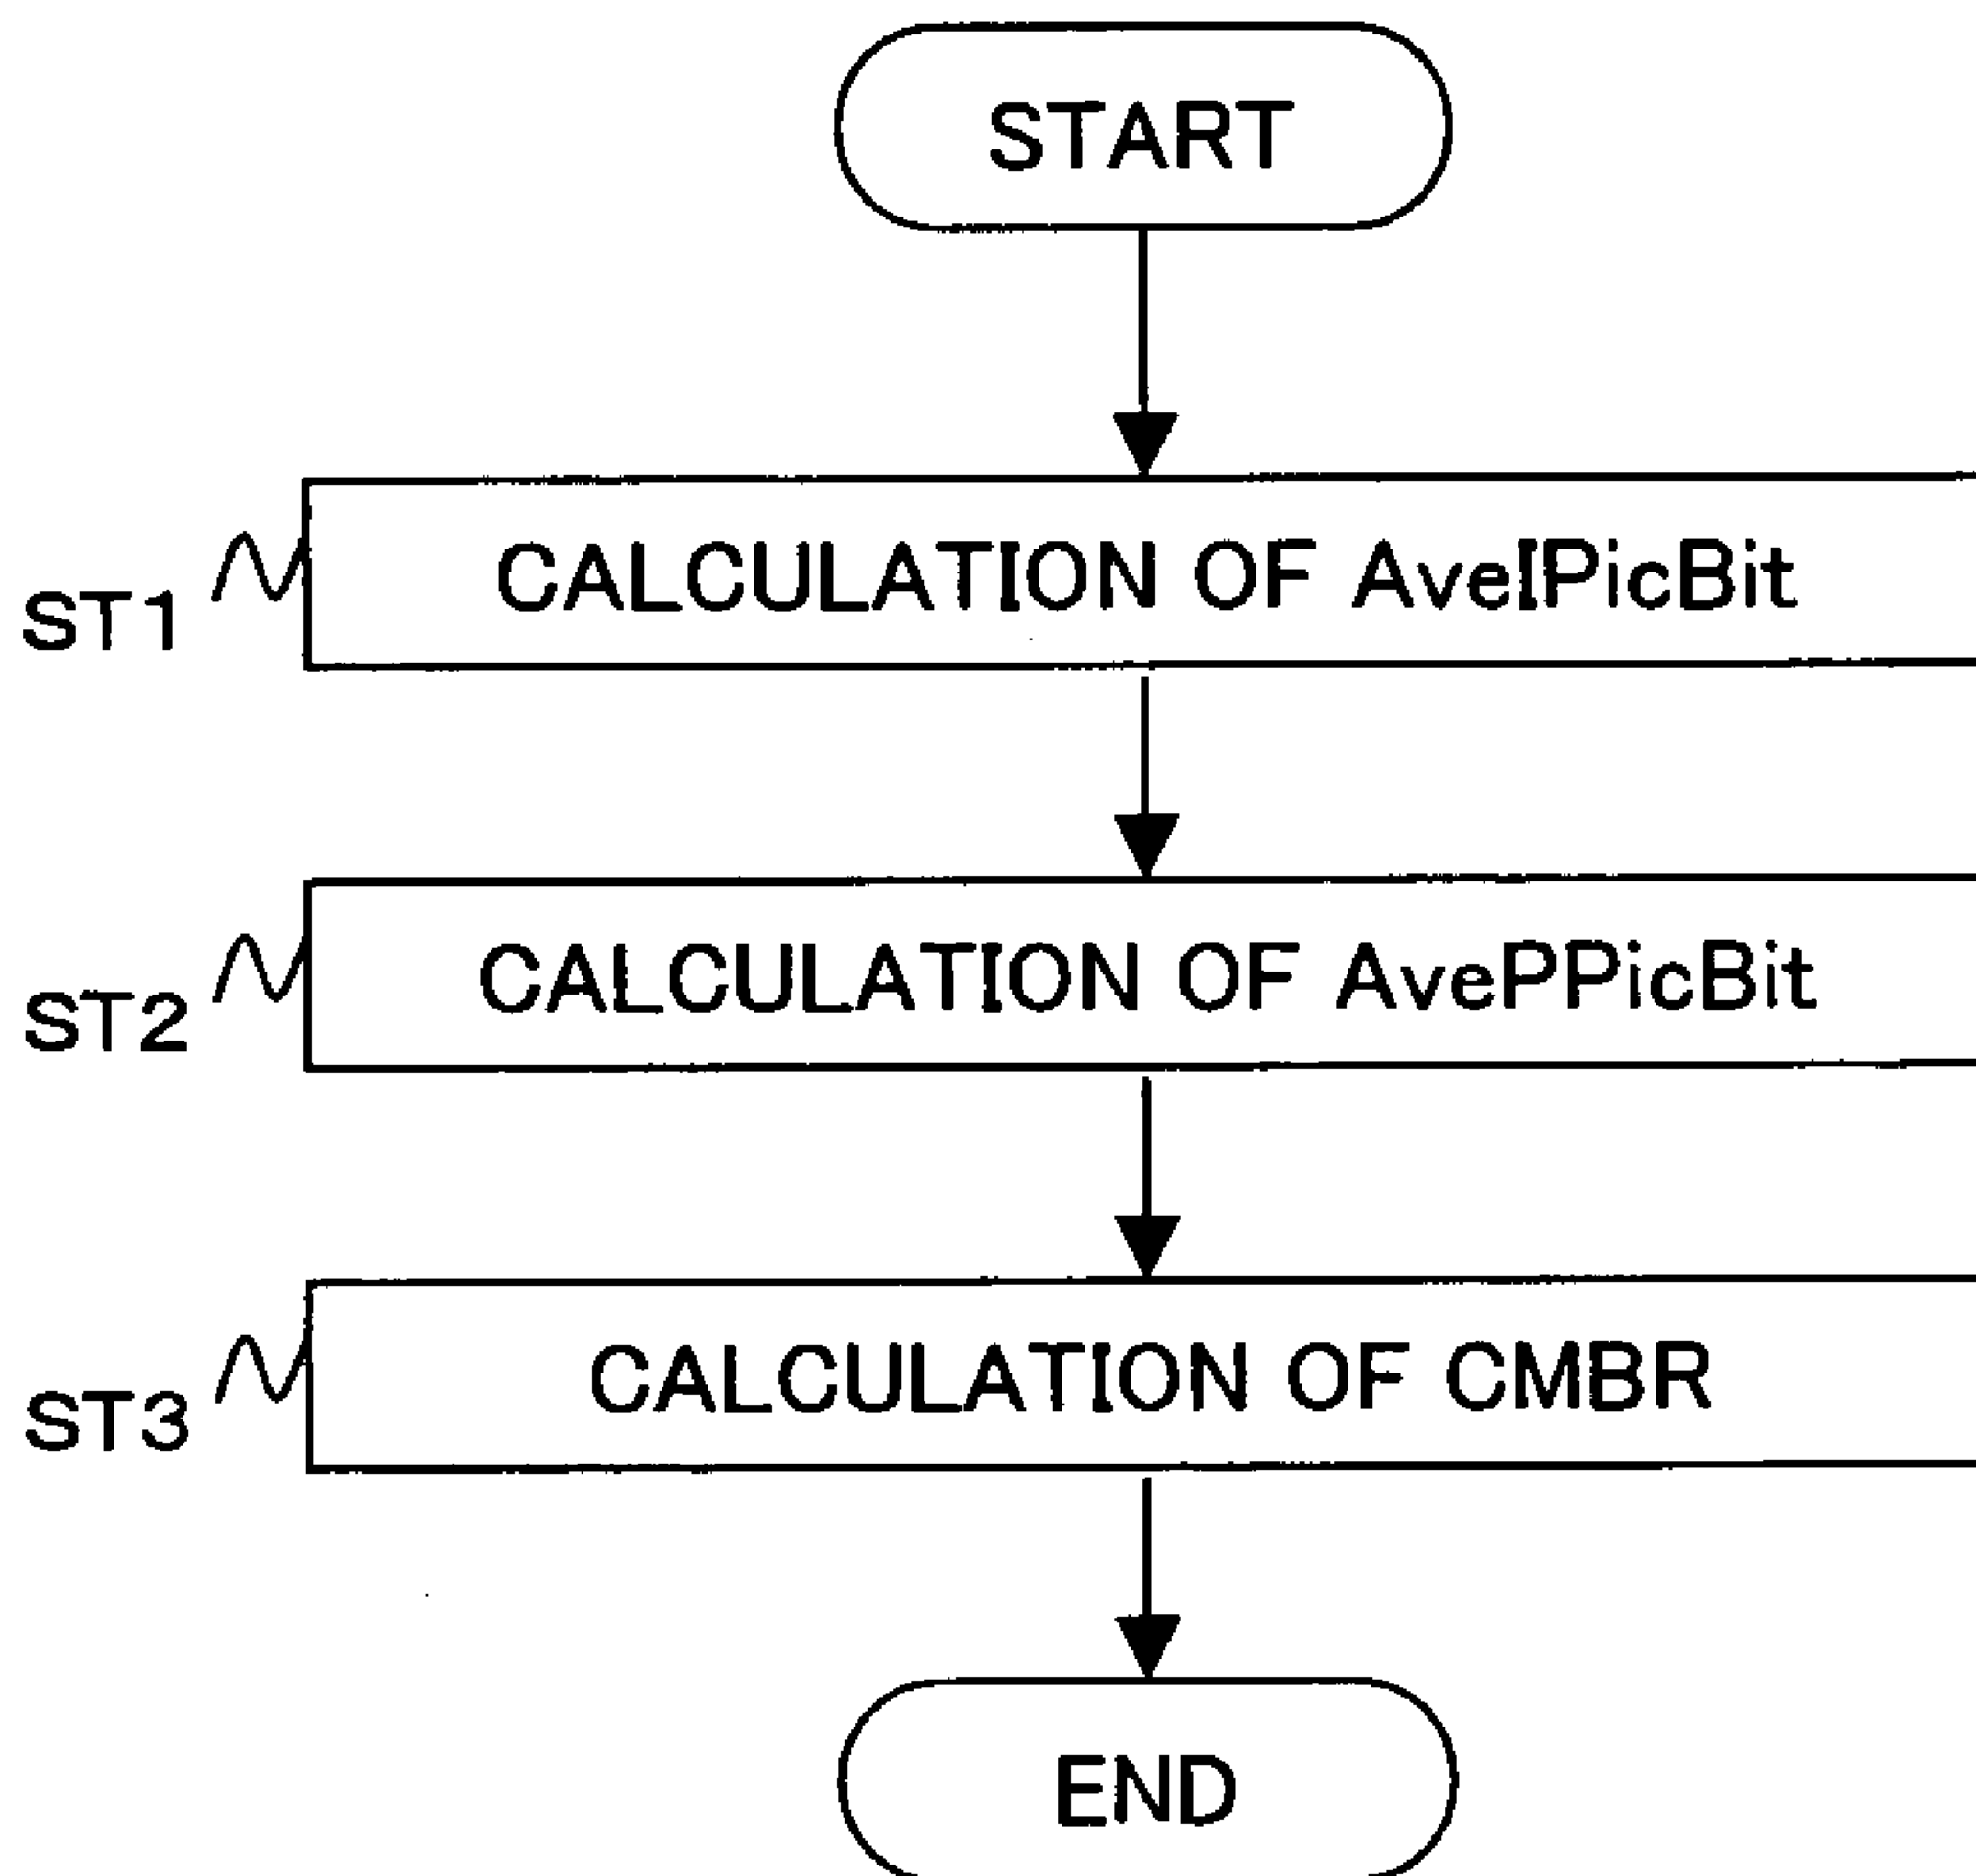 START
ST1
CALCULATION OF AveIPicBit
ST2
CALCULATION OF AvePPicBit
ST3
CALCULATION OF CMBR
END